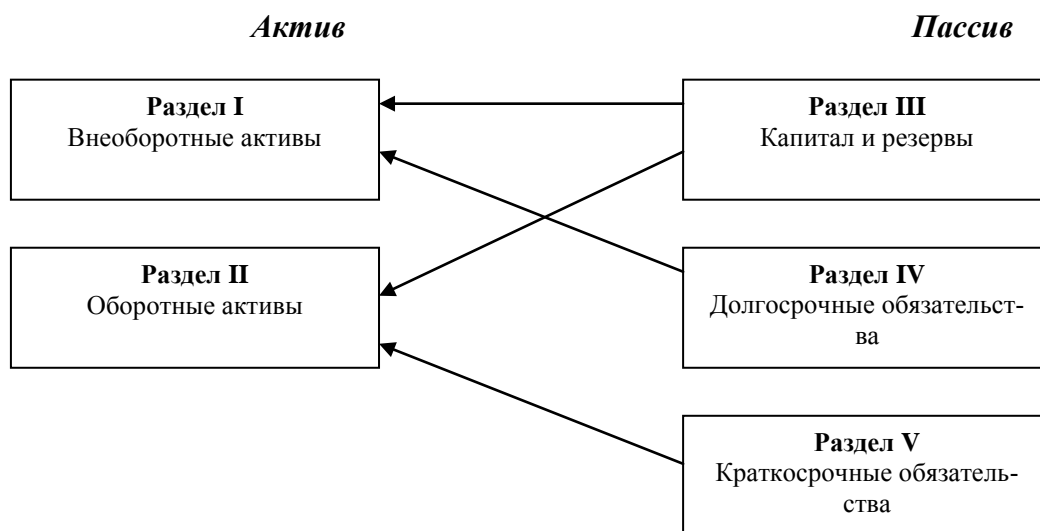 Актив
Пассив
Раздел I
Внеоборотные активы
Раздел III
Капитал и резервы
Раздел II
Оборотные активы
Раздел IV
Долгосрочные обязательст-
ва
Раздел V
Краткосрочные обязатель-
ства